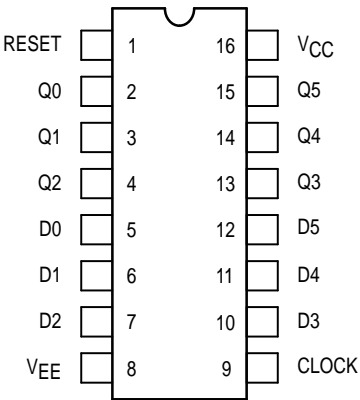 RESET 1 16 VCC
Q0 2 15 Q5
Q1 3 14 Q4
Q2 4 13 Q3
D0 5 12 D5
D1 6 11 D4
D2 7 10 D3
VEE 8 9 CLOCK